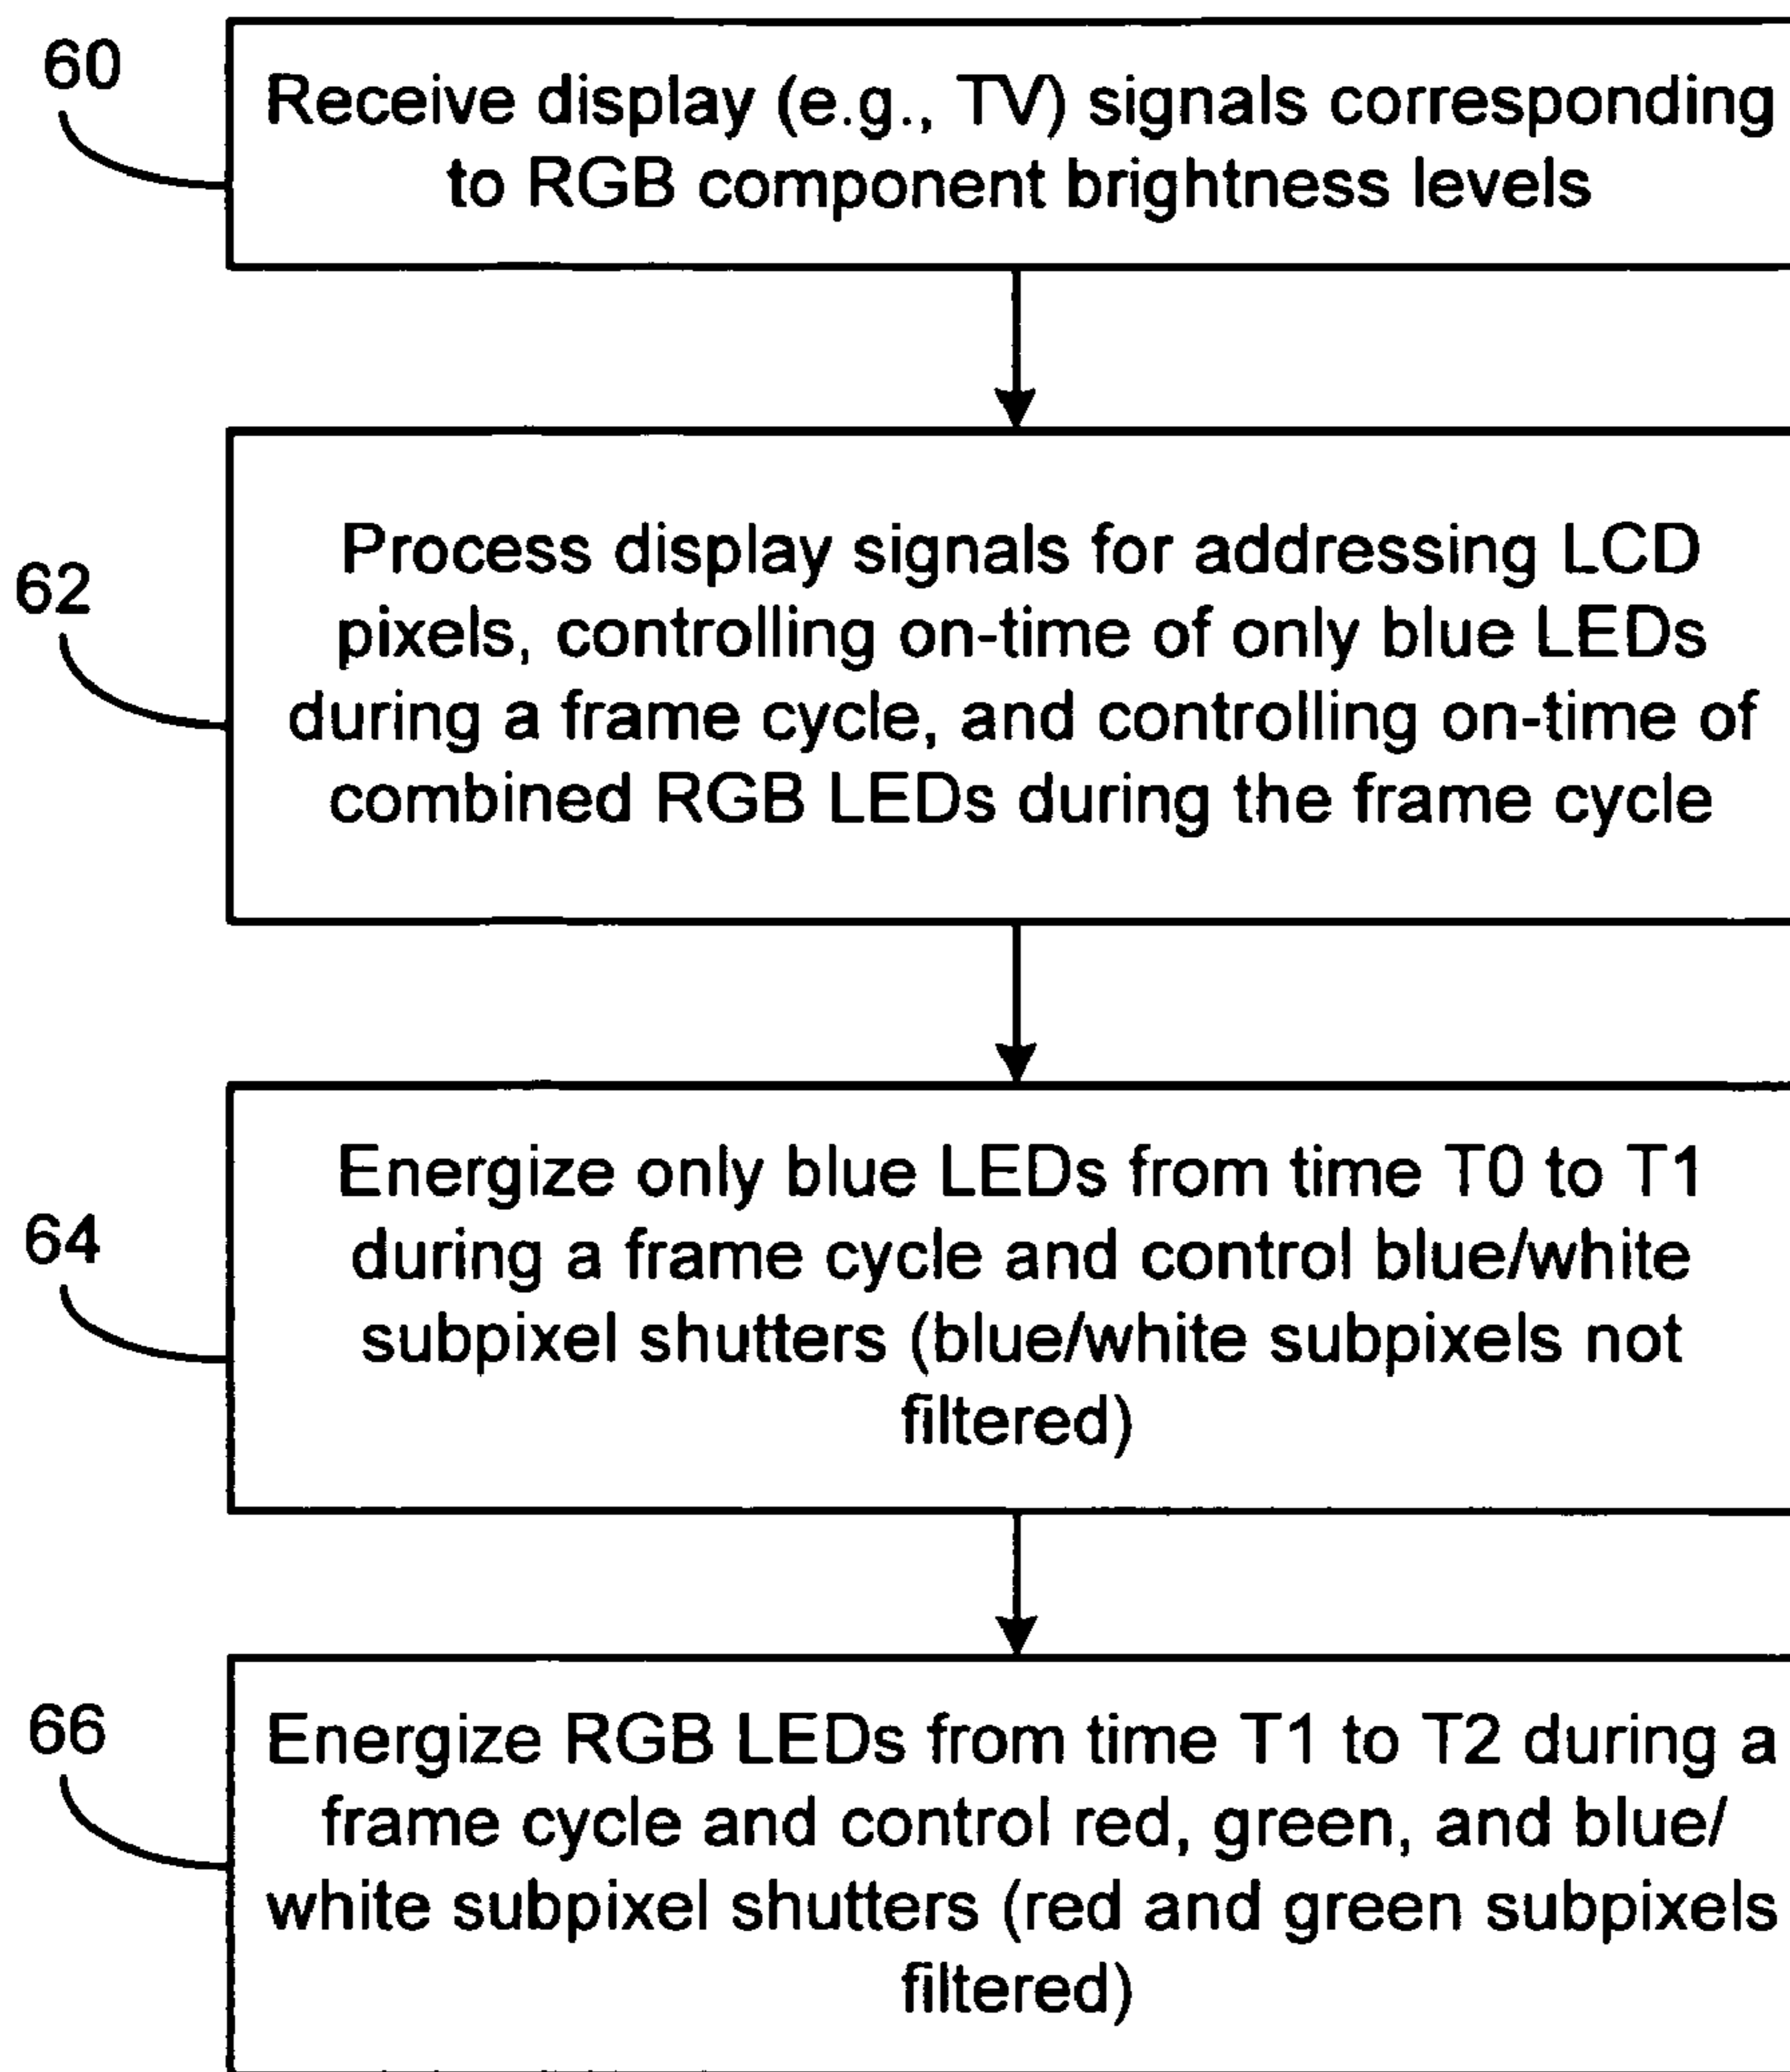 60
Receive display (e.g., TV) signals corresponding
to RGB component brightness levels
62
Process display signals for addressing LCD
pixels, controlling on-time of only blue LEDs
during a frame cycle, and controlling on-time of
combined RGB LEDs during the frame cycle
64
Energize only blue LEDs from time T0 to T1
during a frame cycle and control blue/white
subpixel shutters (blue/white subpixels not
filtered)
66
Energize RGB LEDs from time T1 to T2 during a
frame cycle and control red, green, and blue/
white subpixel shutters (red and green subpixels
filtered)